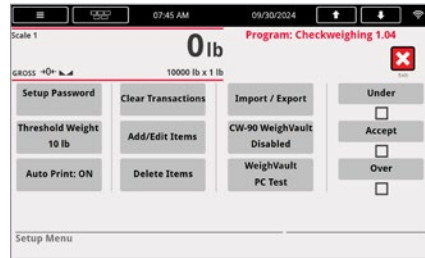 07:45 AM
09/30/2024
Scale 1
0 lb
Program: Checkweighing 1.04
GROSS →0←
10000 lb x 1 lb
Exit
Setup Password
Clear Transactions
Import / Export
Under
Threshold Weight
10 lb
Add/Edit Items
CW-90 WeighVault
Disabled
Accept
Auto Print: ON
Delete Items
WeighVault
PC Test
Over
Setup Menu